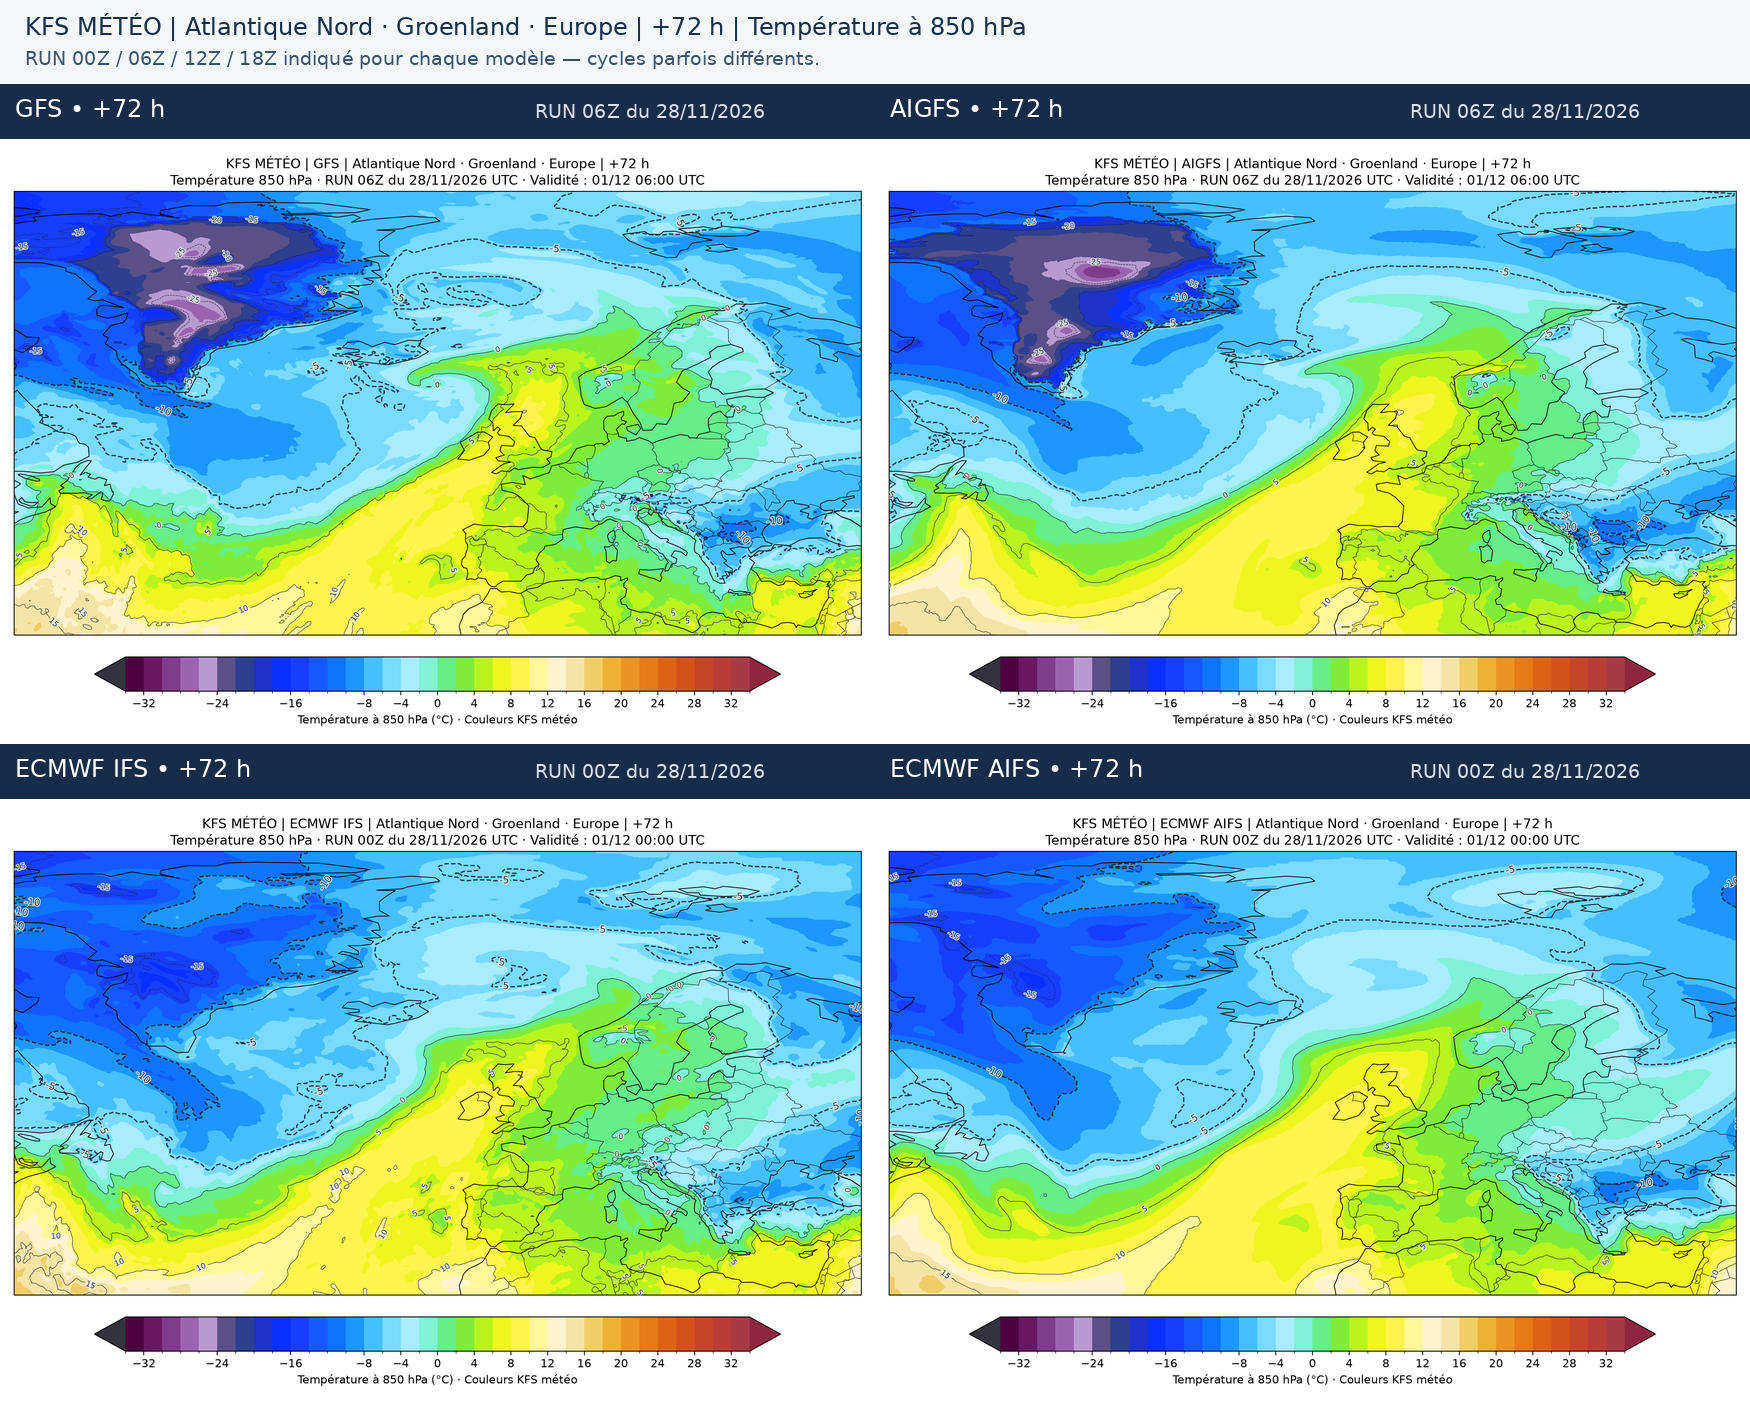 KFS MÉTÉO | Atlantique Nord · Groenland · Europe | +72 h | Température à 850 hPa
RUN 00Z / 06Z / 12Z / 18Z indiqué pour chaque modèle — cycles parfois différents.
GFS • +72 h
RUN 06Z du 28/11/2026
AIGFS • +72 h
RUN 06Z du 28/11/2026
KFS MÉTÉO | GFS | Atlantique Nord · Groenland · Europe | +72 h
Température 850 hPa · RUN 06Z du 28/11/2026 UTC · Validité : 01/12 06:00 UTC
KFS MÉTÉO | AIGFS | Atlantique Nord · Groenland · Europe | +72 h
Température 850 hPa · RUN 06Z du 28/11/2026 UTC · Validité : 01/12 06:00 UTC
−32 −24 −16 −8 −4 0 4 8 12 16 20 24 28 32
Température à 850 hPa (°C) · Couleurs KFS météo
−32 −24 −16 −8 −4 0 4 8 12 16 20 24 28 32
Température à 850 hPa (°C) · Couleurs KFS météo
ECMWF IFS • +72 h
RUN 00Z du 28/11/2026
ECMWF AIFS • +72 h
RUN 00Z du 28/11/2026
KFS MÉTÉO | ECMWF IFS | Atlantique Nord · Groenland · Europe | +72 h
Température 850 hPa · RUN 00Z du 28/11/2026 UTC · Validité : 01/12 00:00 UTC
KFS MÉTÉO | ECMWF AIFS | Atlantique Nord · Groenland · Europe | +72 h
Température 850 hPa · RUN 00Z du 28/11/2026 UTC · Validité : 01/12 00:00 UTC
−32 −24 −16 −8 −4 0 4 8 12 16 20 24 28 32
Température à 850 hPa (°C) · Couleurs KFS météo
−32 −24 −16 −8 −4 0 4 8 12 16 20 24 28 32
Température à 850 hPa (°C) · Couleurs KFS météo